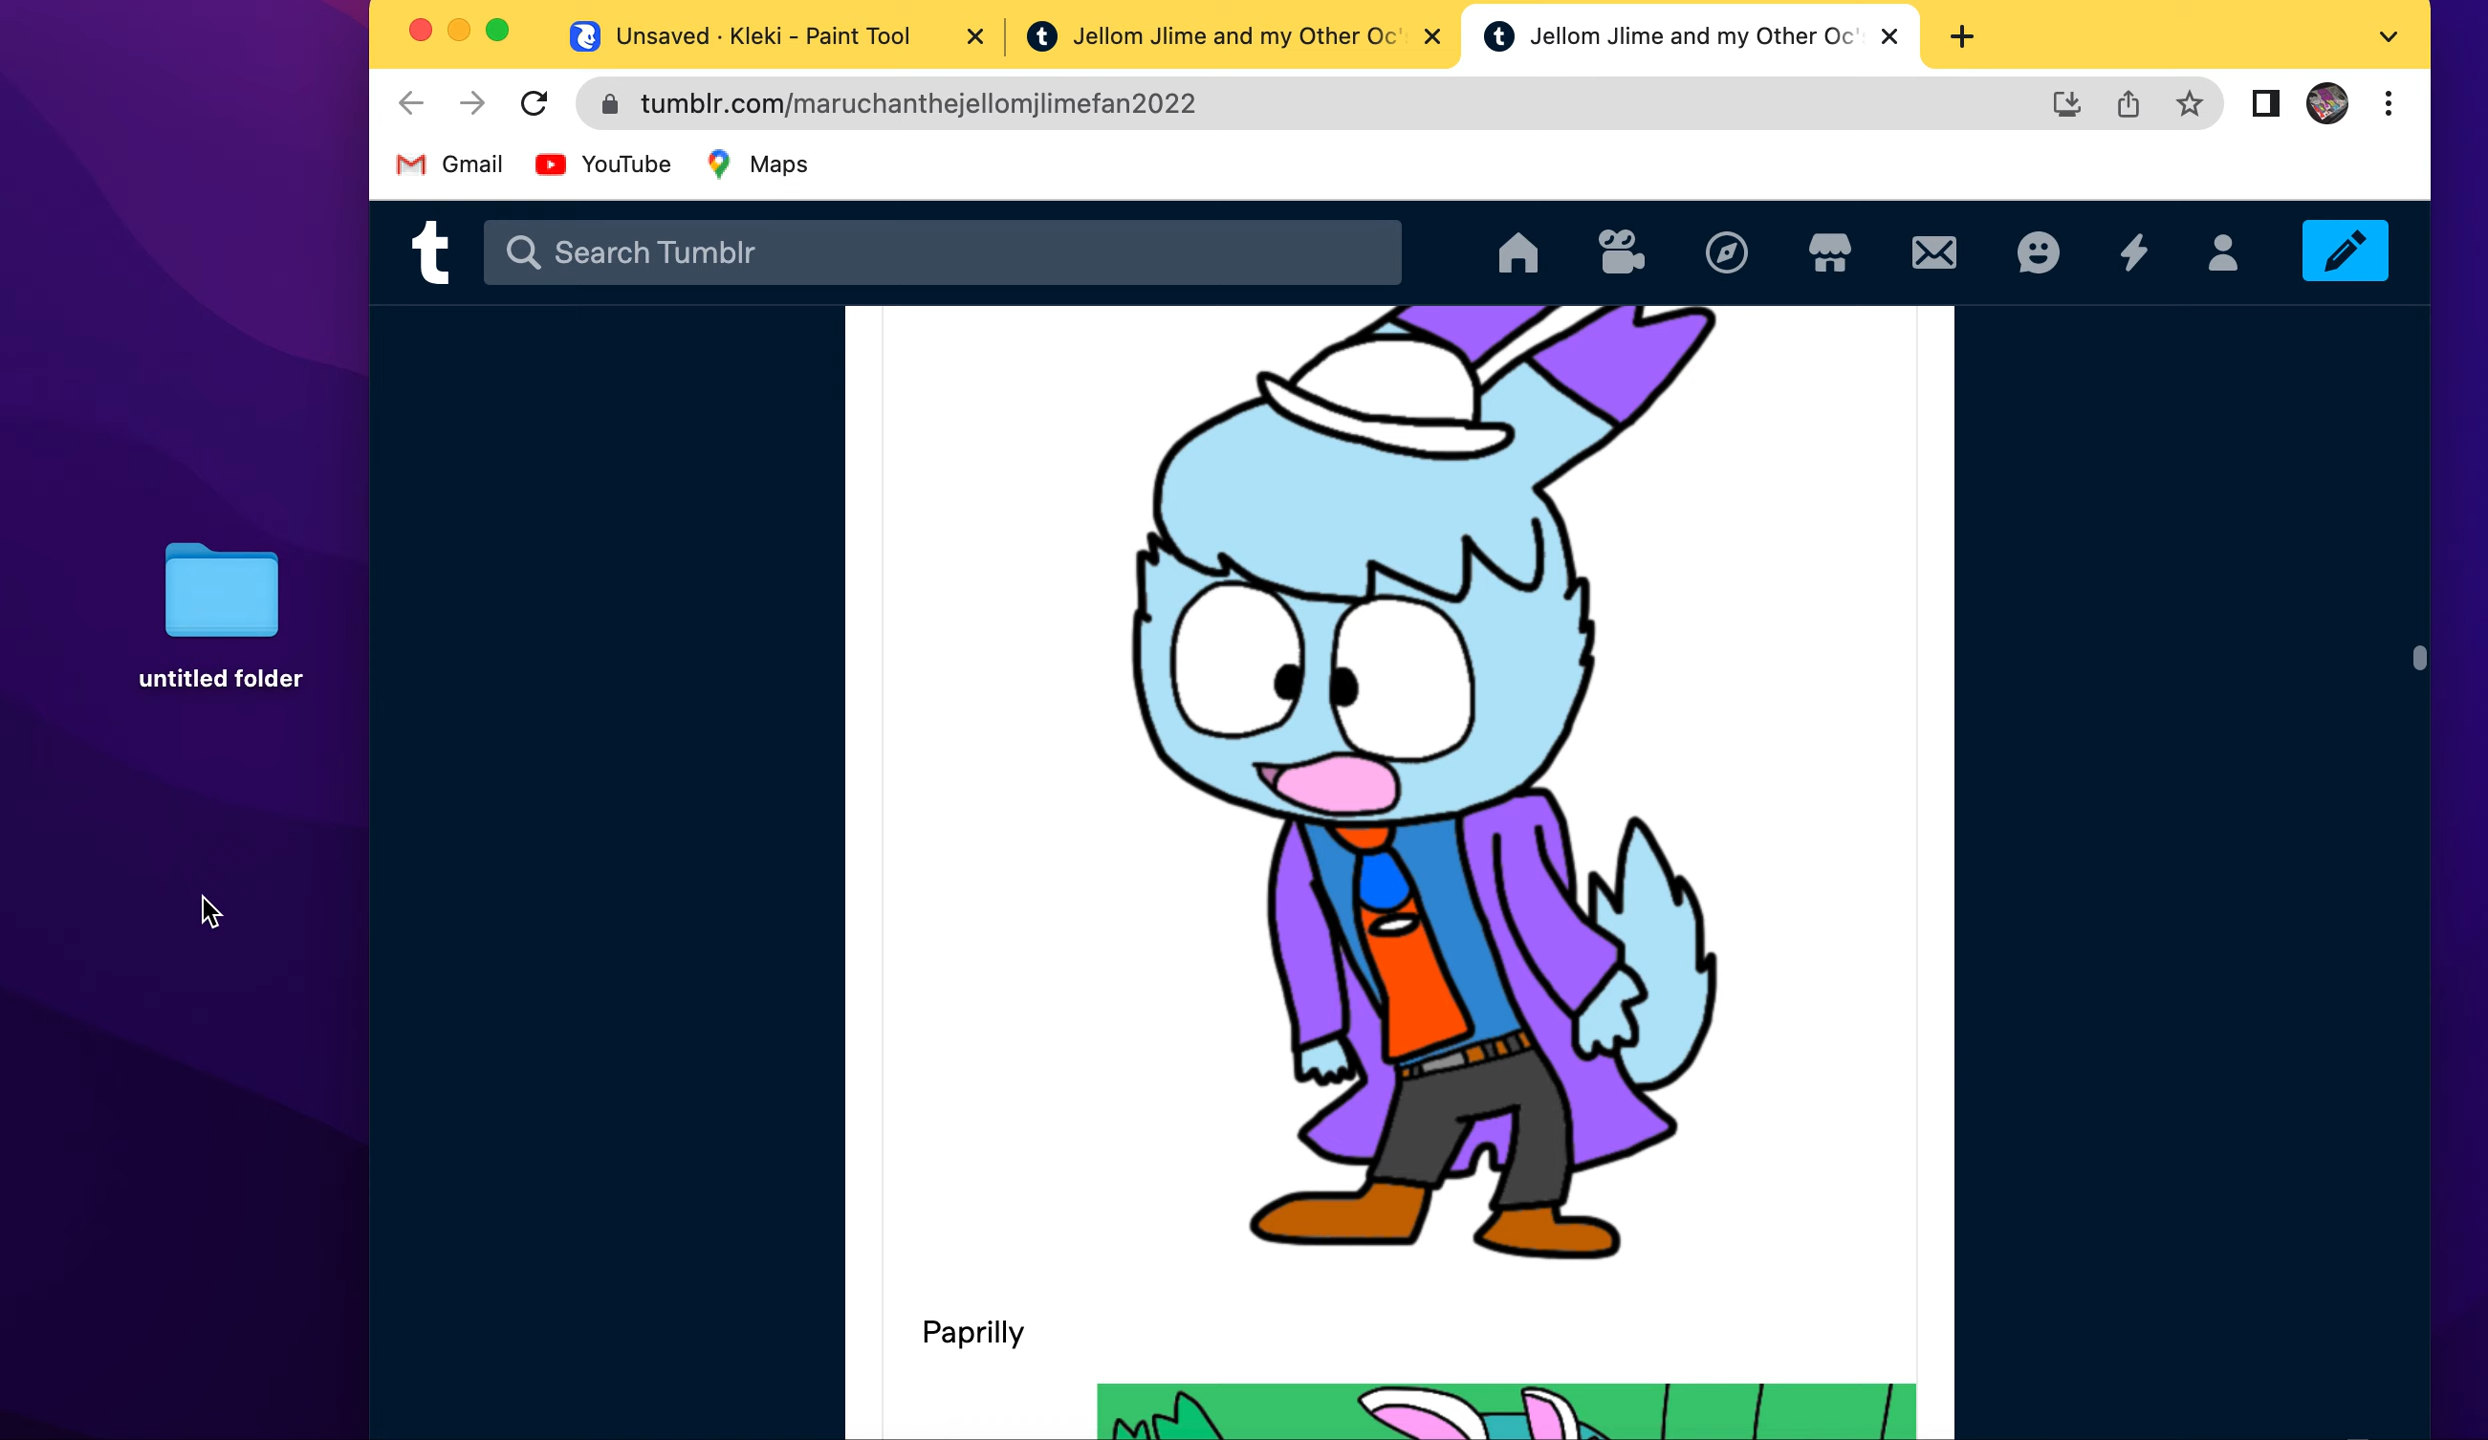 Unsaved · Kleki - Paint Tool
Jellom Jlime and my Other Oc'
Jellom Jlime and my Other Oc'
tumblr.com/maruchanthejellomjlimefan2022
Gmail
YouTube
Maps
t
Search Tumblr
untitled folder
Paprilly